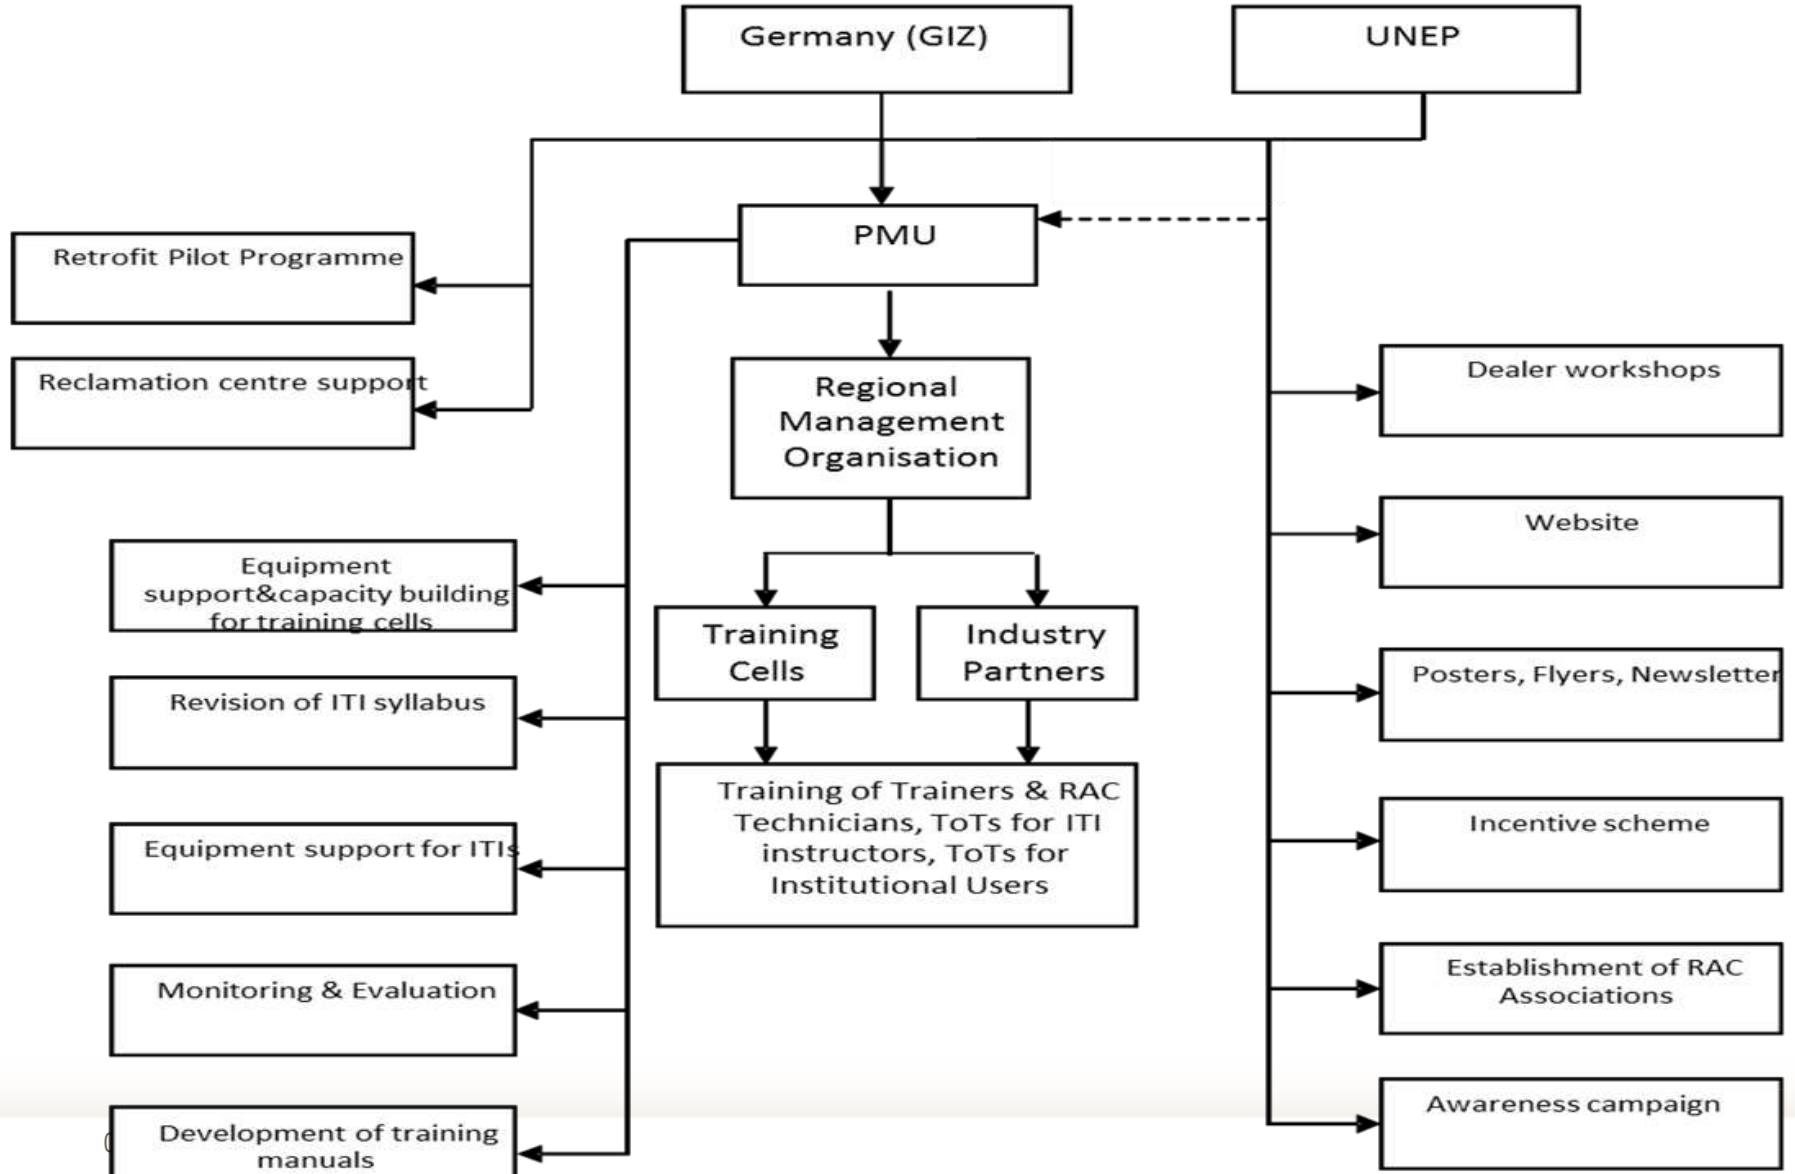 Germany (GIZ)
UNEP
PMU
Retrofit Pilot Programme
Reclamation centre support
Regional
Management
Organisation
Dealer workshops
Website
Equipment
support&capacity building
for training cells
Training
Cells
Industry
Partners
Posters, Flyers, Newsletter
Revision of ITI syllabus
Training of Trainers & RAC
Technicians, ToTs for ITI
instructors, ToTs for
Institutional Users
Equipment support for ITIs
Incentive scheme
Monitoring & Evaluation
Establishment of RAC
Associations
Development of training
manuals
Awareness campaign